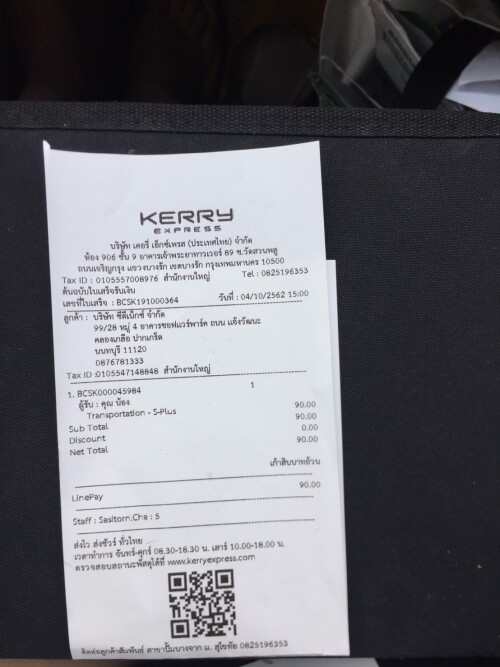 KERRY
EXPRESS
บริษัท เคอรี่ เอ็กซ์เพรส (ประเทศไทย) จำกัด
ห้อง 906 ชั้น 9 อาคารเจ้าพระยาทาวเวอร์ 89 ซ.วัดสวนพลู
ถนนเจริญกรุง แขวงบางรัก เขตบางรัก กรุงเทพมหานคร 10500
Tax ID : 0105557008976 สำนักงานใหญ่ Tel : 0825196353
ต้นฉบับใบเสร็จรับเงิน
เลขที่ใบเสร็จ : BCSK191000364 วันที่ : 04/10/2562 15:00
ลูกค้า : บริษัท ซีดีเน็กซ์ จำกัด
99/28 หมู่ 4 อาคารซอฟแวร์พาร์ค ถนน แจ้งวัฒนะ
คลองเกลือ ปากเกร็ด
นนทบุรี 11120
0876781333
Tax ID :0105547148848 สำนักงานใหญ่
1. BCSK000045984 1
ผู้รับ : คุณ น้อง
Transportation - S-Plus 90.00
Sub Total 90.00
Discount 0.00
Net Total 90.00
เก้าสิบบาทถ้วน
LinePay 90.00
Staff : Sasitorn.Cha : 5
ส่งไว ส่งชัวร์ ทั่วไทย
เวลาทำการ จันทร์-ศุกร์ 08.30-18.30 น. เสาร์ 10.00-18.00 น.
ตรวจสอบสถานะพัสดุได้ที่ www.kerryexpress.com
ติดต่อลูกค้าสัมพันธ์ สาขาปั๊มบางจาก ม. สุโขทัย 0825196353